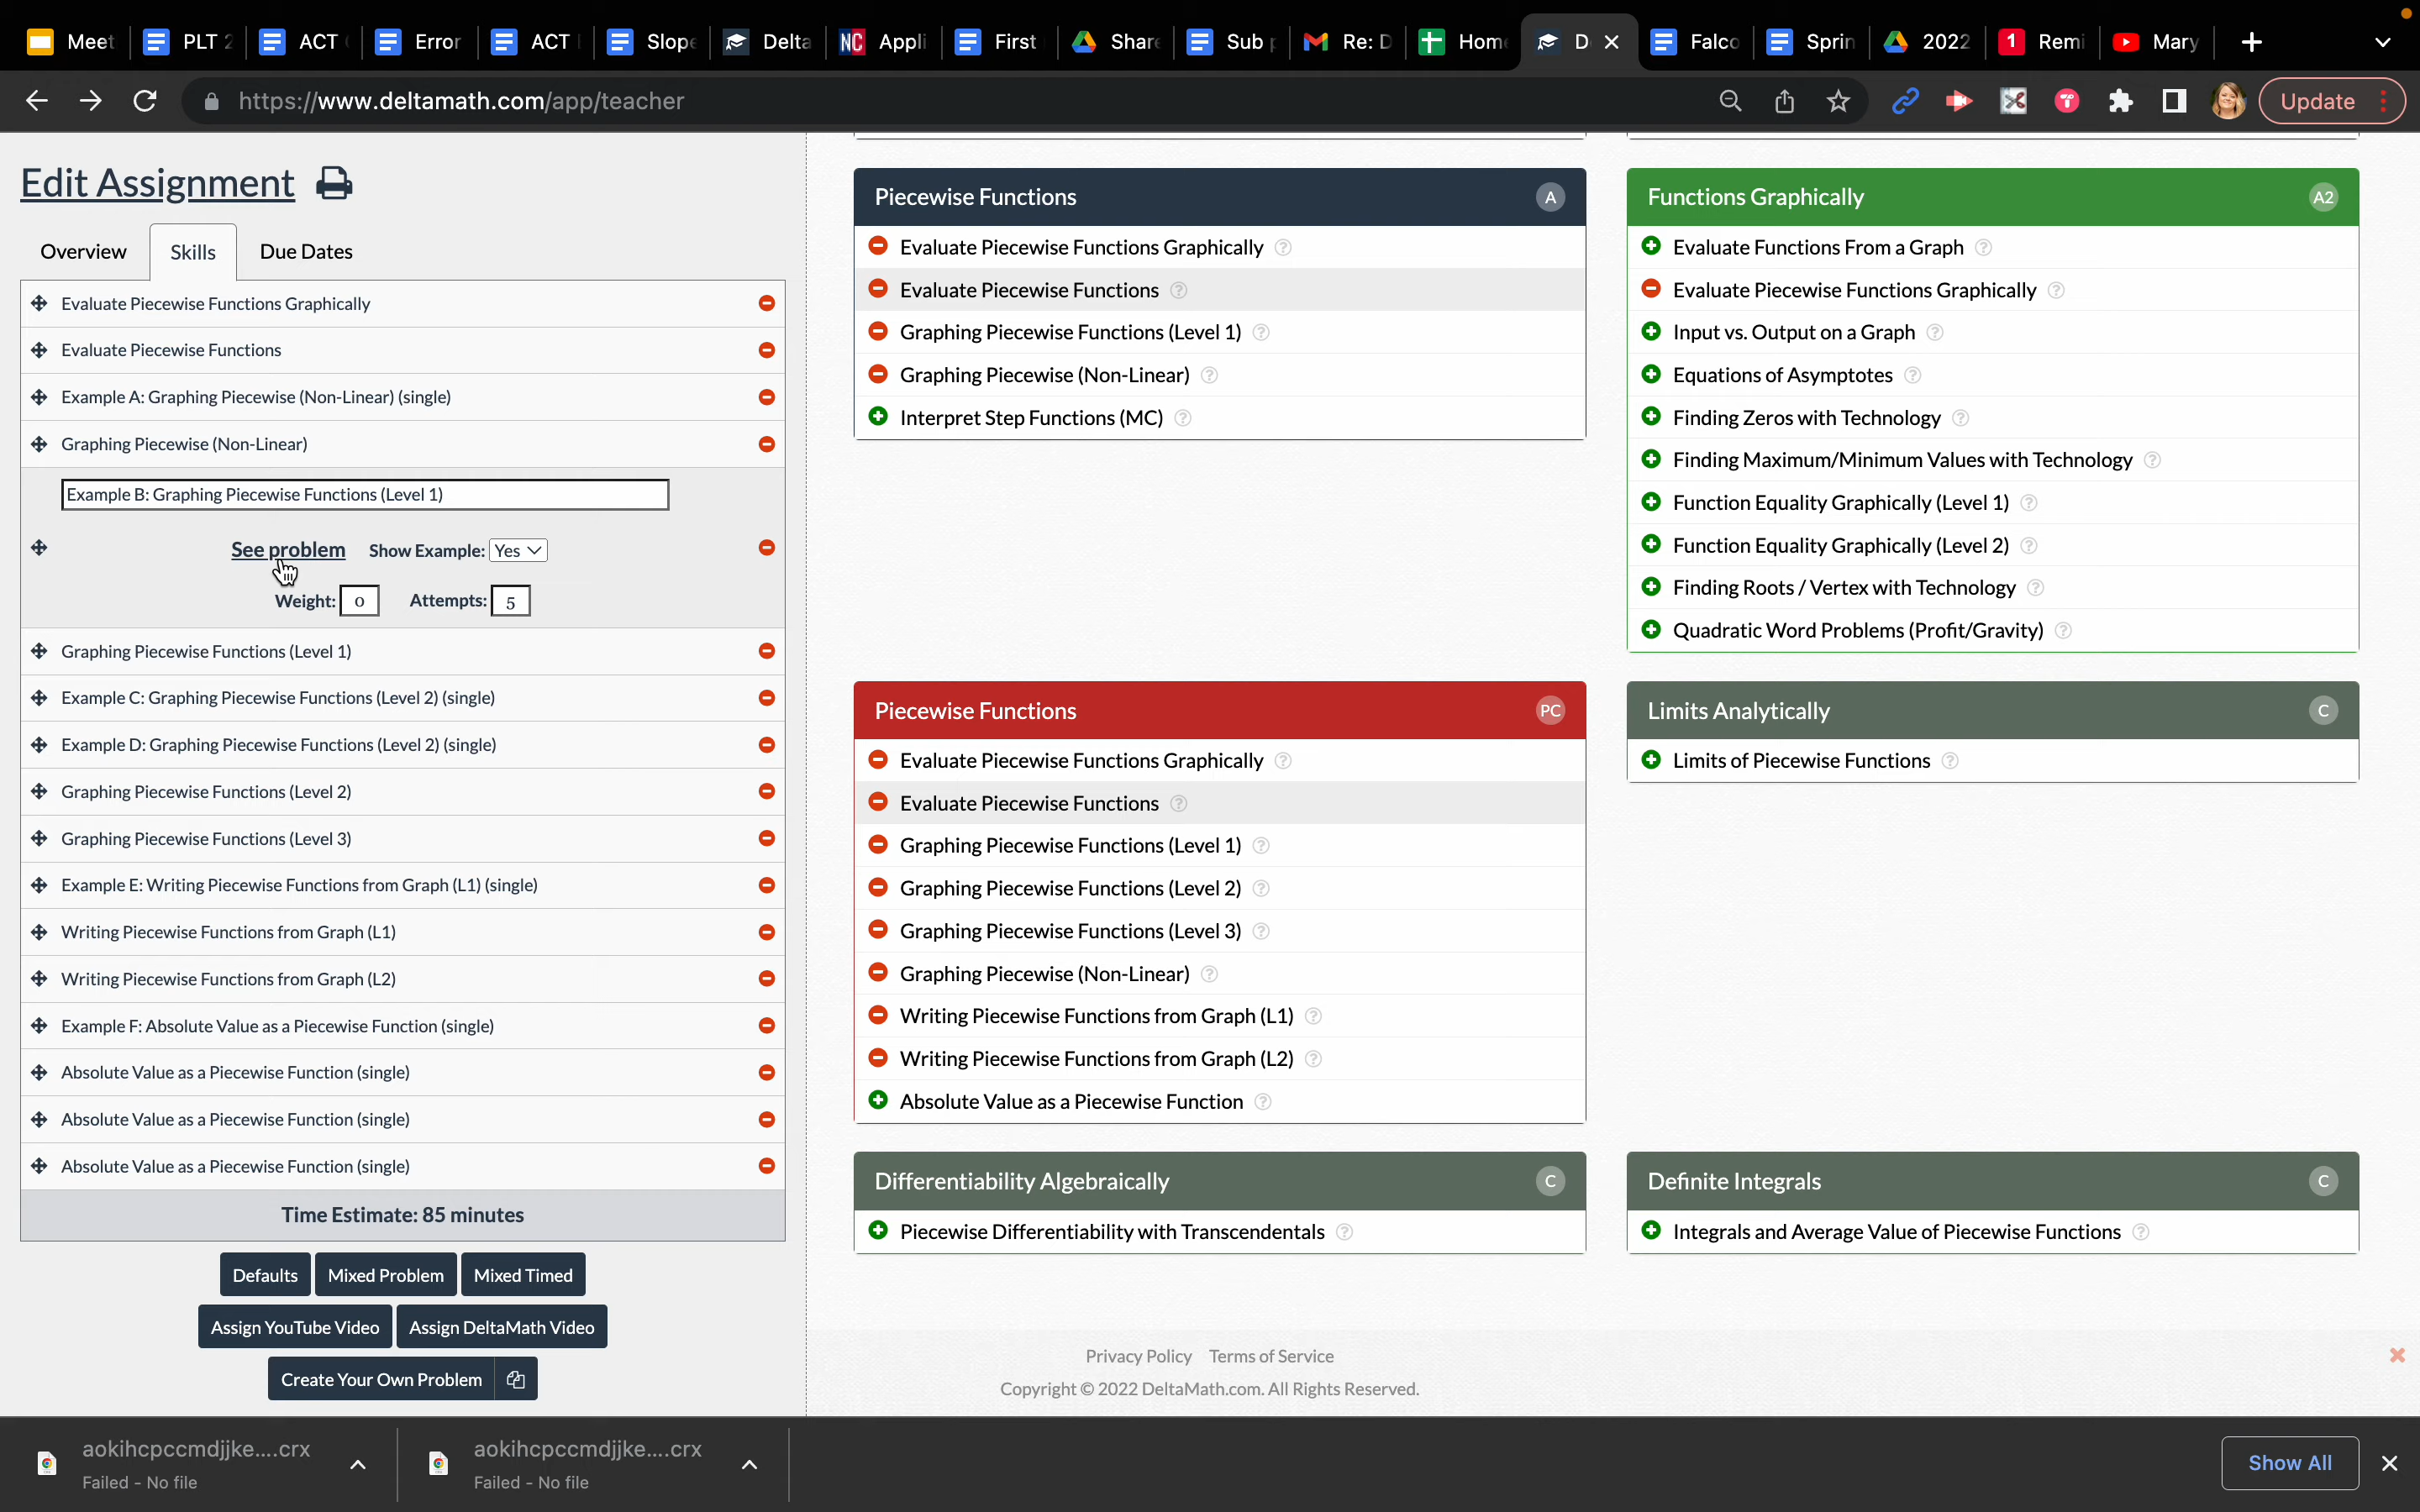 Meet
PLT 2
ACT
Error
ACT
Slope
Delta
NC
Appli
First
Share
Sub p
Re: D
Home
D
Falco
Sprin
2022
1
Remi
Mary
https://www.deltamath.com/app/teacher
Update
Edit Assignment
Overview
Skills
Due Dates
Evaluate Piecewise Functions Graphically
Evaluate Piecewise Functions
Example A: Graphing Piecewise (Non-Linear) (single)
Graphing Piecewise (Non-Linear)
Example B: Graphing Piecewise Functions (Level 1)
See problem Show Example: Yes
Weight: 0 Attempts: 5
Graphing Piecewise Functions (Level 1)
Example C: Graphing Piecewise Functions (Level 2) (single)
Example D: Graphing Piecewise Functions (Level 2) (single)
Graphing Piecewise Functions (Level 2)
Graphing Piecewise Functions (Level 3)
Example E: Writing Piecewise Functions from Graph (L1) (single)
Writing Piecewise Functions from Graph (L1)
Writing Piecewise Functions from Graph (L2)
Example F: Absolute Value as a Piecewise Function (single)
Absolute Value as a Piecewise Function (single)
Absolute Value as a Piecewise Function (single)
Absolute Value as a Piecewise Function (single)
Time Estimate: 85 minutes
Defaults
Mixed Problem
Mixed Timed
Assign YouTube Video
Assign DeltaMath Video
Create Your Own Problem
Piecewise Functions A
Evaluate Piecewise Functions Graphically ?
Evaluate Piecewise Functions ?
Graphing Piecewise Functions (Level 1) ?
Graphing Piecewise (Non-Linear) ?
Interpret Step Functions (MC) ?
Functions Graphically A2
Evaluate Functions From a Graph ?
Evaluate Piecewise Functions Graphically ?
Input vs. Output on a Graph ?
Equations of Asymptotes ?
Finding Zeros with Technology ?
Finding Maximum/Minimum Values with Technology ?
Function Equality Graphically (Level 1) ?
Function Equality Graphically (Level 2) ?
Finding Roots / Vertex with Technology ?
Quadratic Word Problems (Profit/Gravity) ?
Piecewise Functions PC
Evaluate Piecewise Functions Graphically ?
Evaluate Piecewise Functions ?
Graphing Piecewise Functions (Level 1) ?
Graphing Piecewise Functions (Level 2) ?
Graphing Piecewise Functions (Level 3) ?
Graphing Piecewise (Non-Linear) ?
Writing Piecewise Functions from Graph (L1) ?
Writing Piecewise Functions from Graph (L2) ?
Absolute Value as a Piecewise Function ?
Limits Analytically C
Limits of Piecewise Functions ?
Differentiability Algebraically C
Piecewise Differentiability with Transcendentals ?
Definite Integrals C
Integrals and Average Value of Piecewise Functions ?
Privacy Policy Terms of Service
Copyright © 2022 DeltaMath.com. All Rights Reserved.
aokihcpccmdjjke....crx
Failed - No file
aokihcpccmdjjke....crx
Failed - No file
Show All